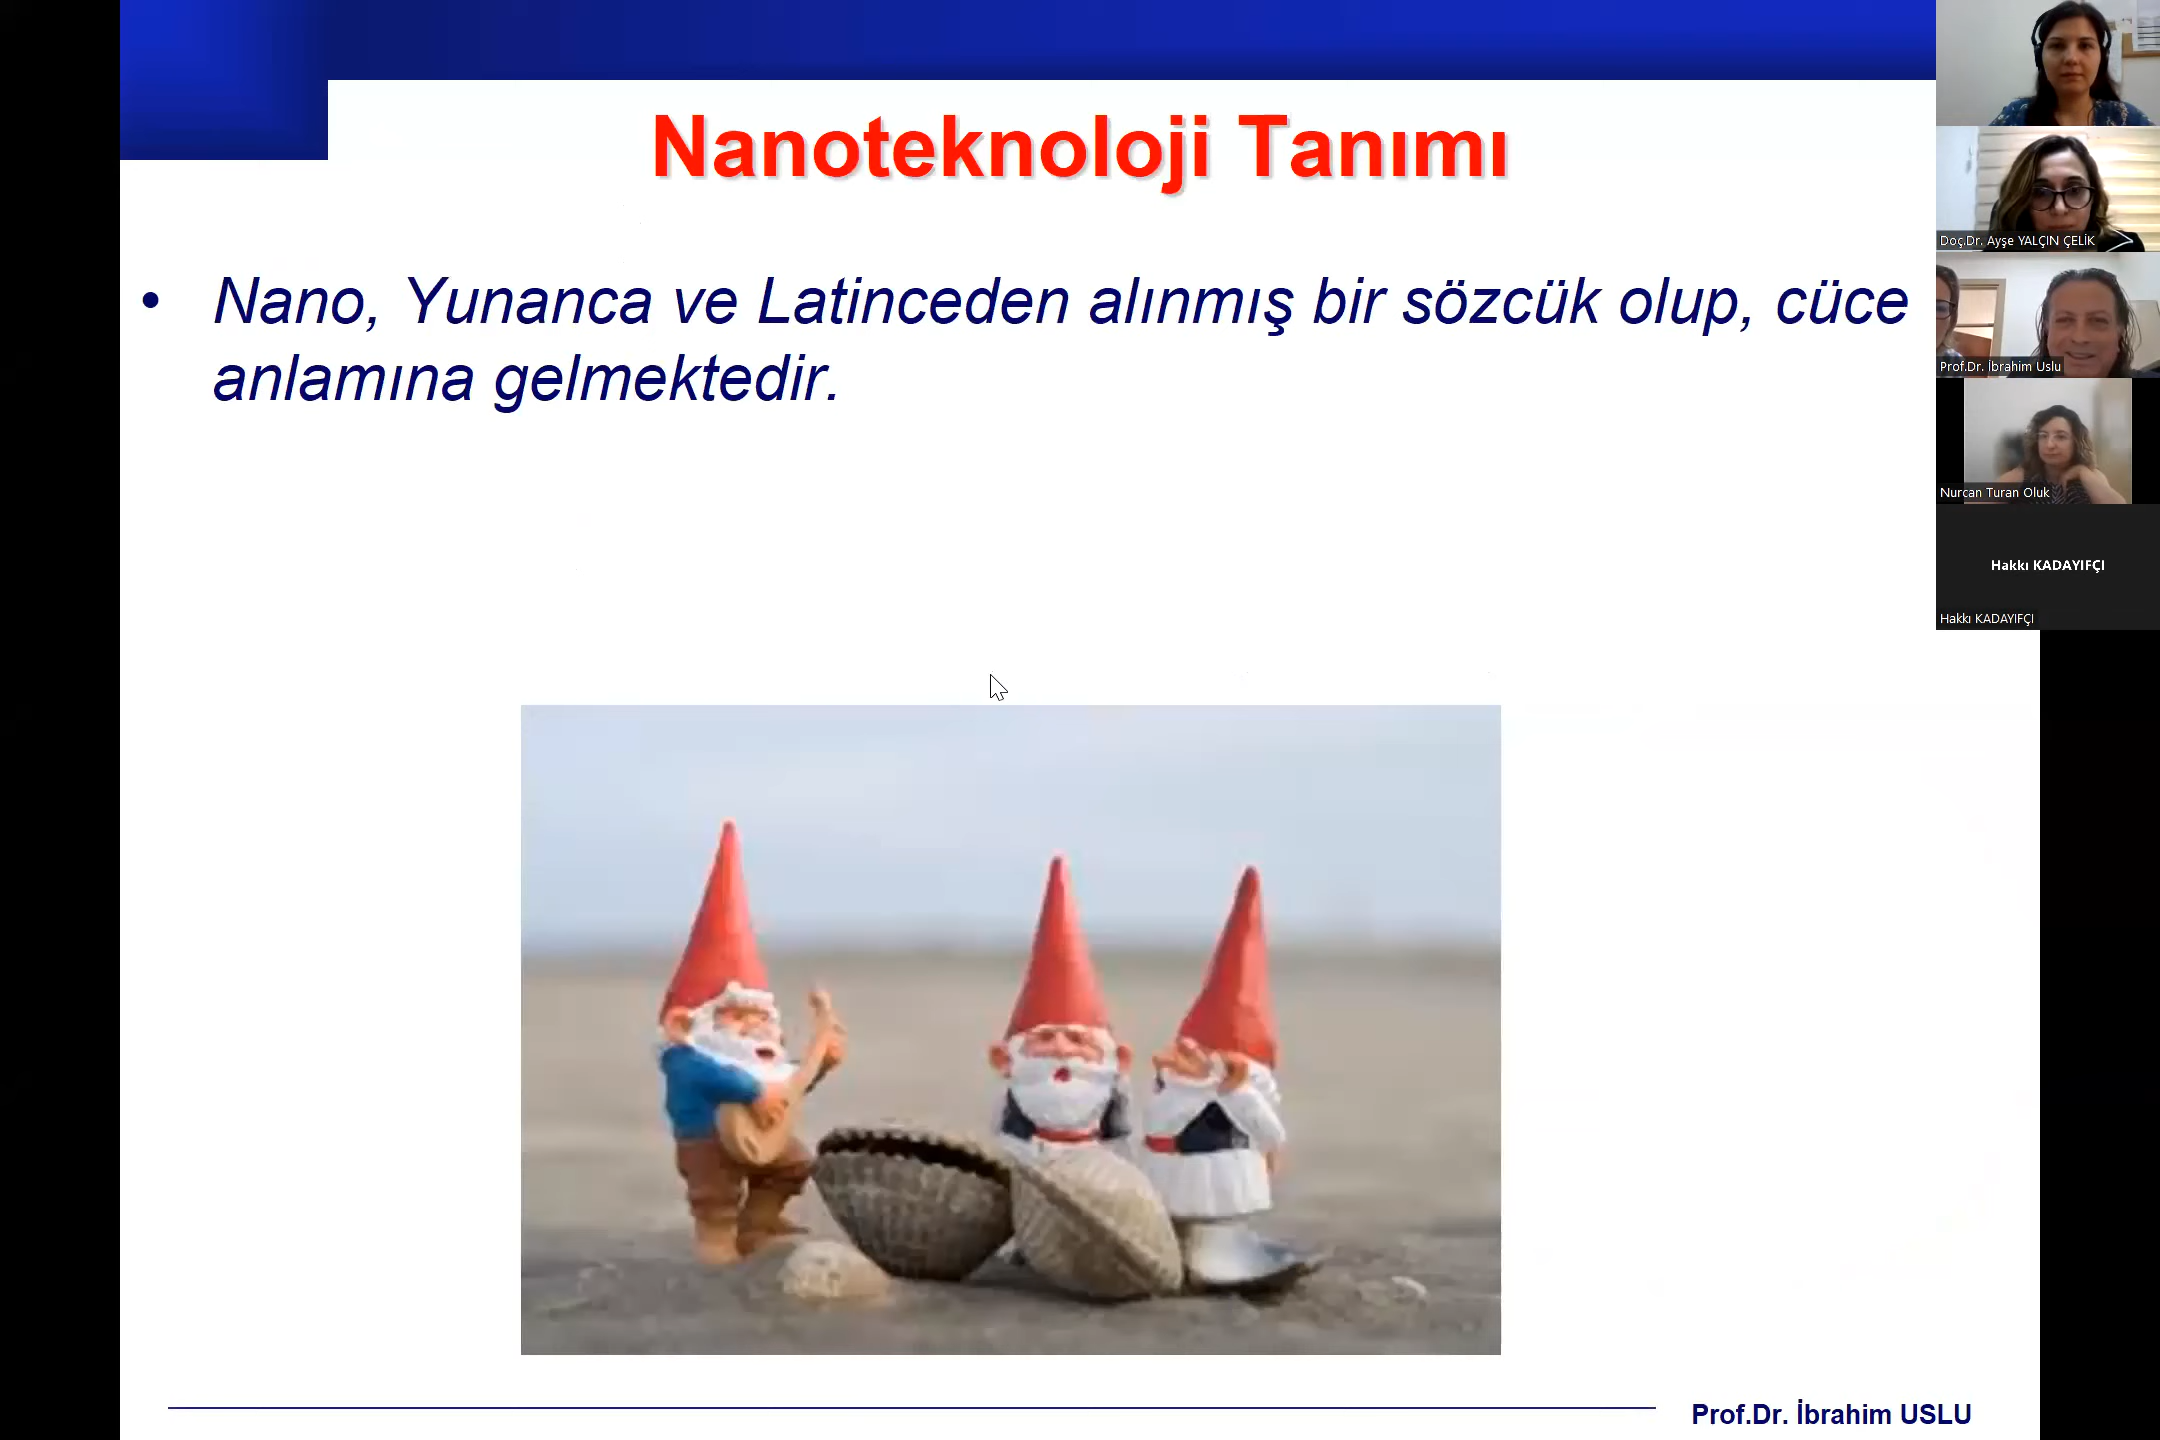 Nanoteknoloji Tanımı
• Nano, Yunanca ve Latinceden alınmış bir sözcük olup, cüce
anlamına gelmektedir.
Prof.Dr. İbrahim USLU
Doç.Dr. Ayşe YALÇIN ÇELİK
Prof.Dr. İbrahim Uslu
Nurcan Turan Oluk
Hakkı KADAYIFÇI
Hakkı KADAYIFÇI